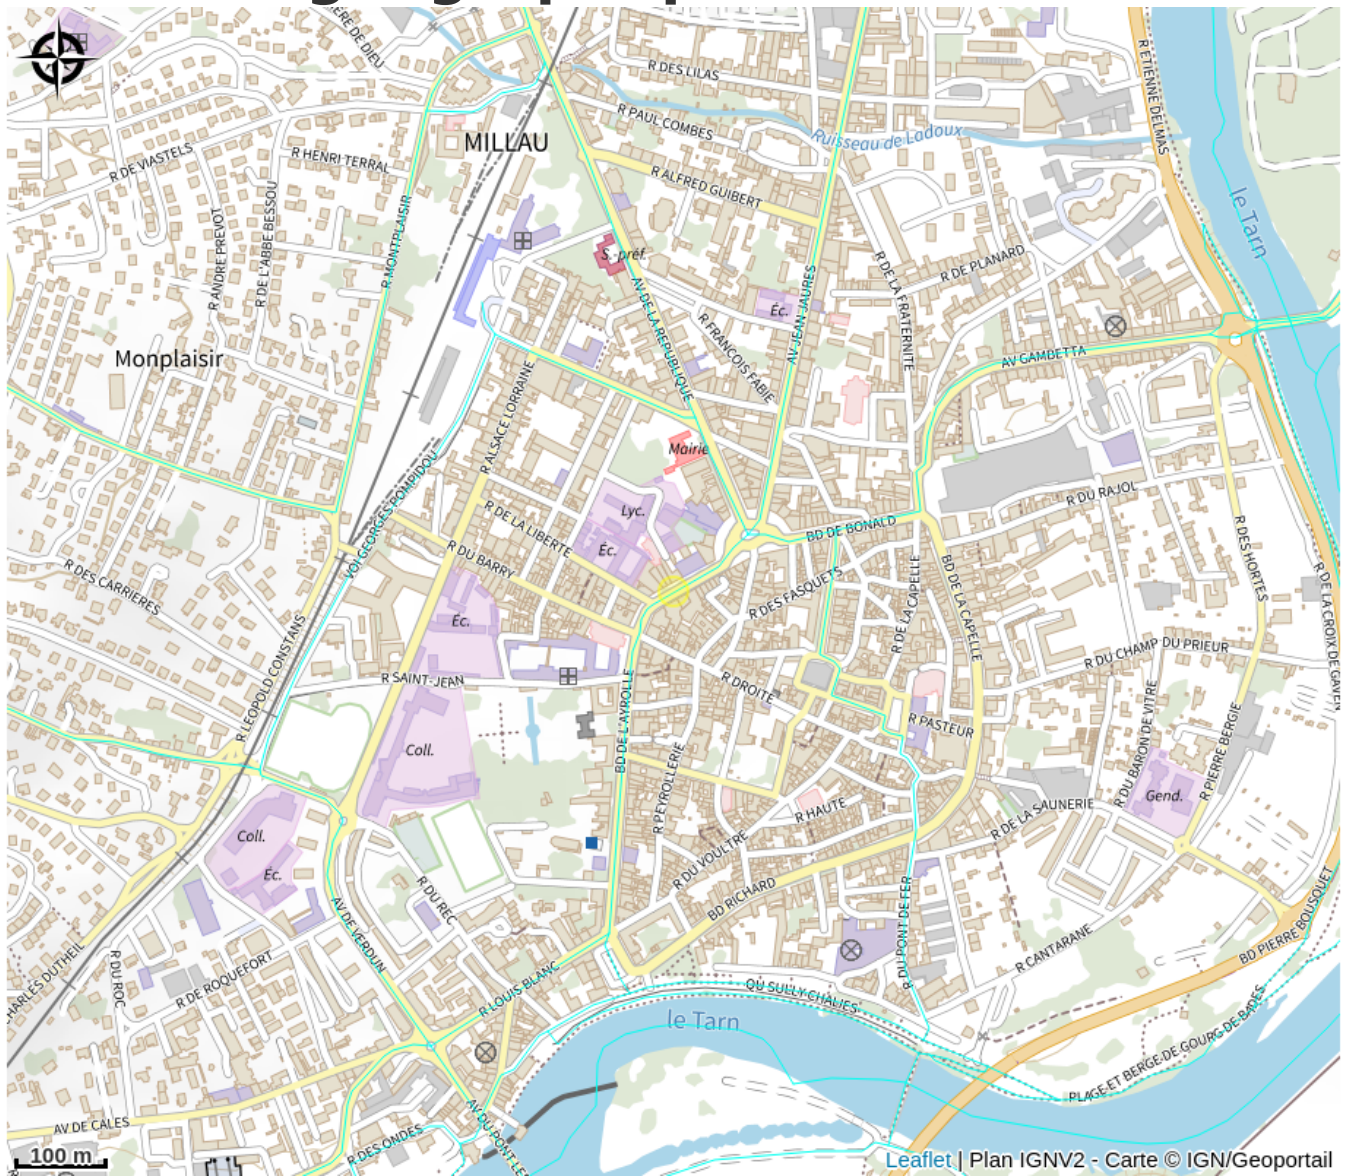 R DES LILAS
R ETIENNE DELMAS
R PAUL COMBES
Ruisseau de Ladoux
MILLAU
R DE VIASTELS
R HENRI TERRAL
R ALFRED GUIBERT
R ANDRE PREVOT
R DE L'ABBE BESSOU
R MONTPLAISIR
le Tarn
S.-préf.
R DE LA FRATERNITE
R DE PLANARD
Éc.
AV DE LA REPUBLIQUE
R FRANCOIS FABIE
AV JEAN JAURES
Monplaisir
AV GAMBETTA
R ALSACE LORRAINE
Mairie
VOI GEORGES POMPIDOU
R DU RAJOL
Lyc.
R DE LA LIBERTE
Éc.
BD DE BONALD
R DU BARRY
R DES CARRIERES
R DES FASQUETS
R DE LA CAPELLE
BD DE LA CAPELLE
R DES HORTES
Éc.
R LEOPOLD CONSTANS
R DU CHAMP DU PRIEUR
R SAINT-JEAN
R DROITE
BD DE L'AYROLLE
R PASTEUR
R DU BARON DE VITRE
R PIERRE BERGIE
Coll.
R PEYROLLERIE
Gend.
R HAUTE
R DE LA SAUNERIE
Coll.
R DU VOULTRE
Éc.
R DU REC
BD RICHARD
AV DE VERDUN
R DU PONT DE FER
BD PIERRE BOUSQUET
R CANTARANE
CHARLES DUTHEIL
R DU ROC
R DE ROQUEFORT
R LOUIS BLANC
QU SULLY-CHALIES
le Tarn
PLAGE ET BERGE DE GOURG DE BADES
AV DE CALES
R DES ONDES
100 m
Leaflet | Plan IGNV2 - Carte © IGN/Geoportail